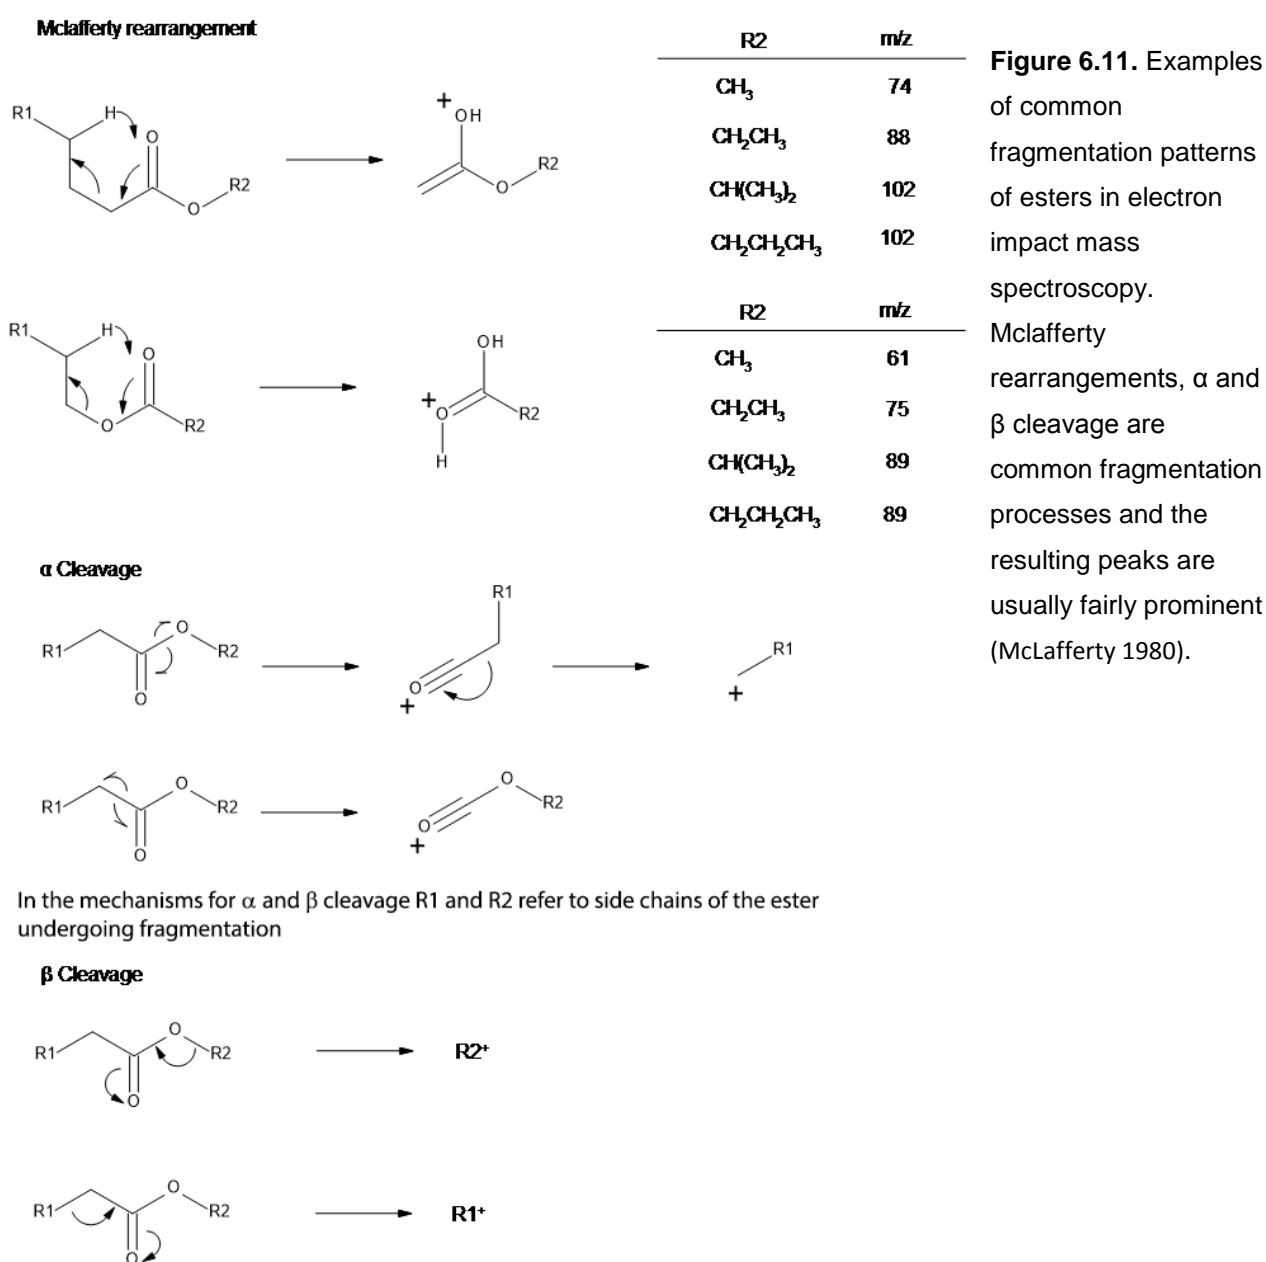 Mclafferty rearrangement
R1
H
O
O
R2
+
OH
O
R2
R2 m/z
CH3 74
CH2CH3 88
CH(CH3)2 102
CH2CH2CH3 102
R1
H
O
O
R2
OH
+
O
R2
H
R2 m/z
CH3 61
CH2CH3 75
CH(CH3)2 89
CH2CH2CH3 89
Figure 6.11. Examples
of common
fragmentation patterns
of esters in electron
impact mass
spectroscopy.
Mclafferty
rearrangements, α and
β cleavage are
common fragmentation
processes and the
resulting peaks are
usually fairly prominent
(McLafferty 1980).
α Cleavage
R1
O
R2
O
R1
O
+
R1
+
R1
O
R2
O
O
R2
O
+
In the mechanisms for α and β cleavage R1 and R2 refer to side chains of the ester
undergoing fragmentation
β Cleavage
R1
O
R2
O
R2+
R1
O
R2
O
R1+